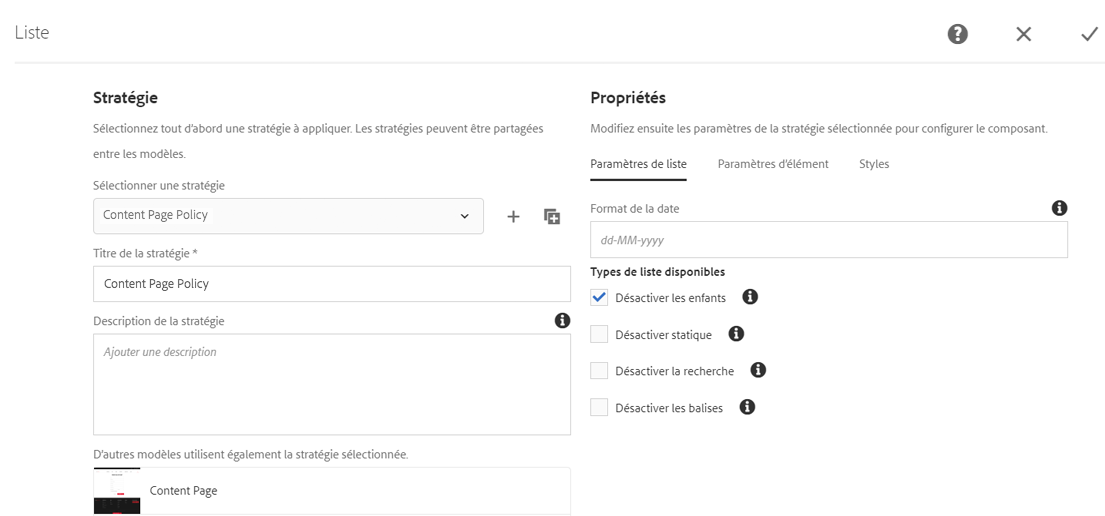 Liste
Stratégie
Sélectionnez tout d'abord une stratégie à appliquer. Les stratégies peuvent être partagées
entre les modèles.
Sélectionner une stratégie
Content Page Policy
Titre de la stratégie *
Content Page Policy
Description de la stratégie
Ajouter une description
D'autres modèles utilisent également la stratégie sélectionnée.
Content Page
Propriétés
Modifiez ensuite les paramètres de la stratégie sélectionnée pour configurer le composant.
Paramètres de liste Paramètres d'élément Styles
Format de la date
dd-MM-yyyy
Types de liste disponibles
Désactiver les enfants
Désactiver statique
Désactiver la recherche
Désactiver les balises